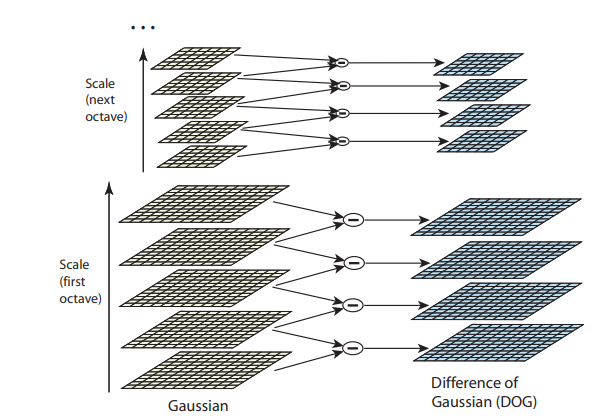 ...
Scale
(next
octave)
Scale
(first
octave)
Gaussian
Difference of
Gaussian (DOG)